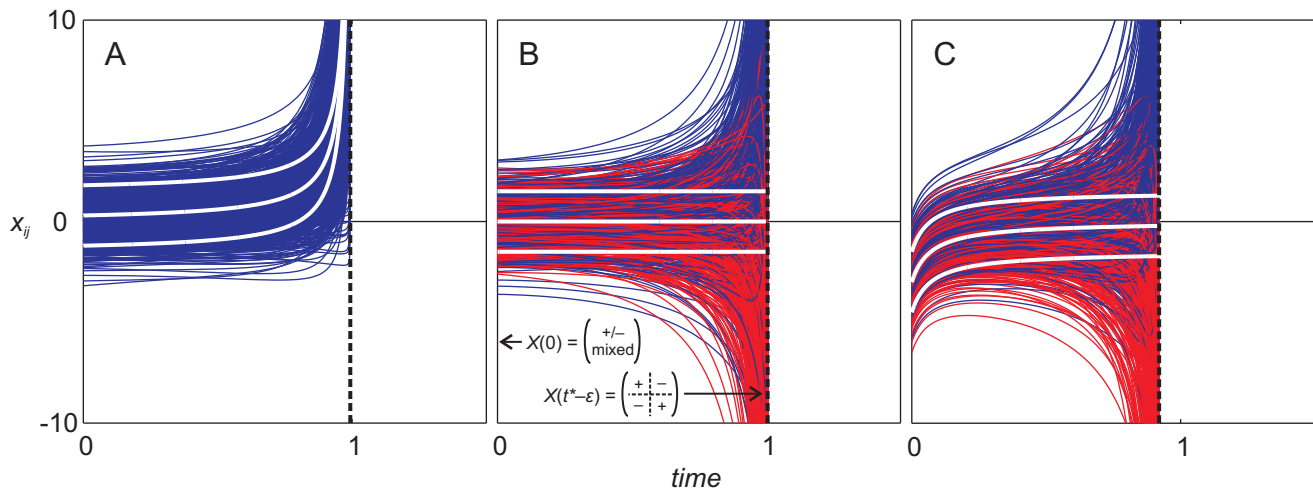 10
A
B
C
x_ij
0
X(0) = ( +/– mixed )
X(t*–ε) = ( + – – + )
-10
0 1 0 1 0 1
time